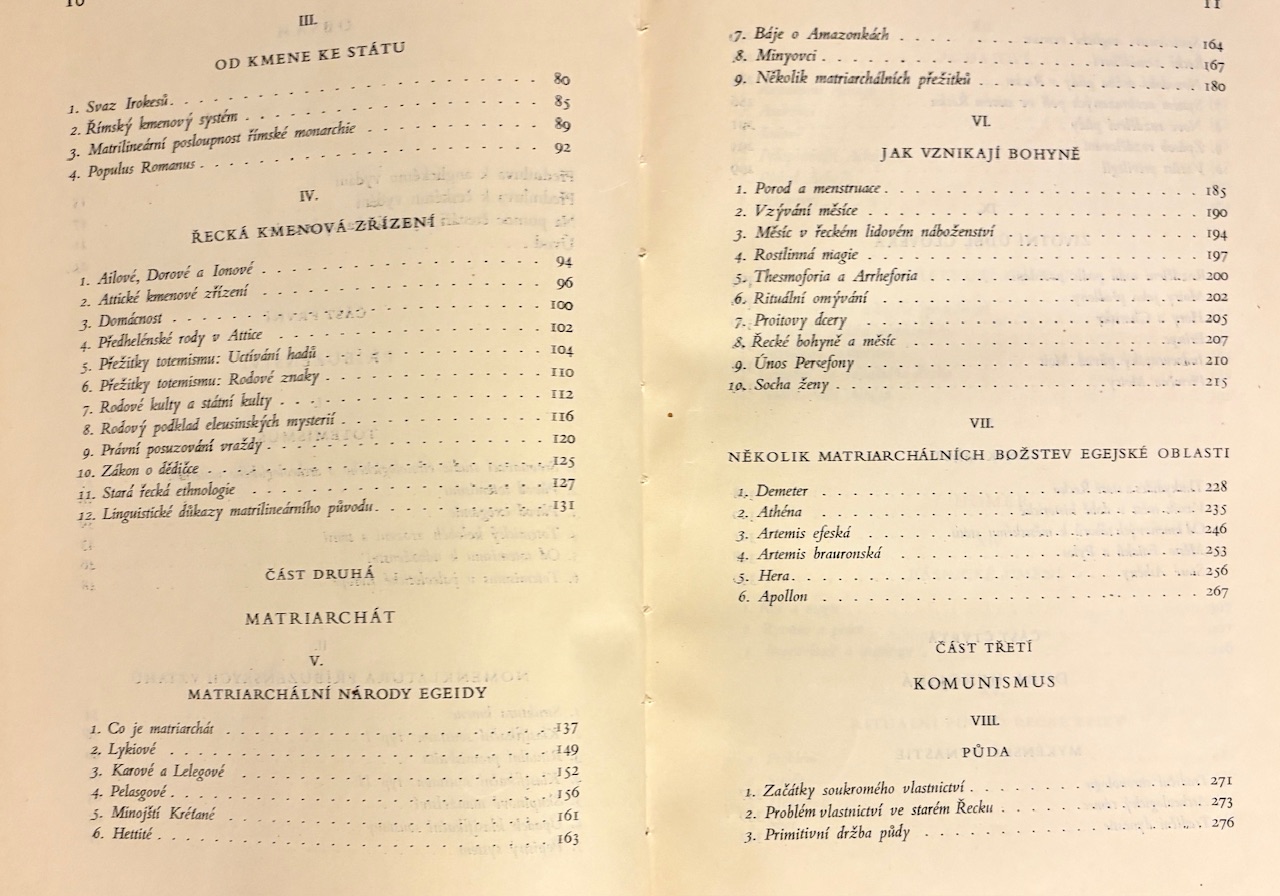 10
III.
OD KMENE KE STÁTU
1. Svaz Irokesů. . . . . . . . . . . . . . . . . . 80
2. Římský kmenový systém . . . . . . . . . . . . . . 85
3. Matrilineární posloupnost římské monarchie . . . . . . . . 89
4. Populus Romanus . . . . . . . . . . . . . . . . 92
IV.
ŘECKÁ KMENOVÁ ZŘÍZENÍ
1. Ailové, Dorové a Ionové . . . . . . . . . . . . . . 94
2. Attické kmenové zřízení . . . . . . . . . . . . . . 96
3. Domácnost . . . . . . . . . . . . . . . . . . 100
4. Předhelénské rody v Attice . . . . . . . . . . . . . 102
5. Přežitky totemismu: Uctívání hadů . . . . . . . . . . 104
6. Přežitky totemismu: Rodové znaky . . . . . . . . . . 110
7. Rodové kulty a státní kulty . . . . . . . . . . . . . 112
8. Rodový podklad eleusinských mysterií . . . . . . . . . 116
9. Právní posuzování vraždy . . . . . . . . . . . . . 120
10. Zákon o dědičce . . . . . . . . . . . . . . . . 125
11. Stará řecká ethnologie . . . . . . . . . . . . . . 127
12. Linguistické důkazy matrilineárního původu. . . . . . . . 131
ČÁST DRUHÁ
MATRIARCHÁT
V.
MATRIARCHÁLNÍ NÁRODY EGEIDY
1. Co je matriarchát . . . . . . . . . . . . . . . . 137
2. Lykiové . . . . . . . . . . . . . . . . . . . 149
3. Karové a Lelegové . . . . . . . . . . . . . . . . 152
4. Pelasgové . . . . . . . . . . . . . . . . . . . 156
5. Minojští Kréťané . . . . . . . . . . . . . . . . 161
6. Hettité . . . . . . . . . . . . . . . . . . . . 163
11
7. Báje o Amazonkách . . . . . . . . . . . . . . . 164
8. Minyovci . . . . . . . . . . . . . . . . . . . 167
9. Několik matriarchálních přežitků . . . . . . . . . . . 180
VI.
JAK VZNIKAJÍ BOHYNĚ
1. Porod a menstruace . . . . . . . . . . . . . . . 185
2. Vzývání měsíce . . . . . . . . . . . . . . . . . 190
3. Měsíc v řeckém lidovém náboženství . . . . . . . . . . 194
4. Rostlinná magie . . . . . . . . . . . . . . . . . 197
5. Thesmoforia a Arrheforia . . . . . . . . . . . . . 200
6. Rituální omývání . . . . . . . . . . . . . . . . 202
7. Proitovy dcery . . . . . . . . . . . . . . . . . 205
8. Řecké bohyně a měsíc . . . . . . . . . . . . . . . 207
9. Únos Persefony . . . . . . . . . . . . . . . . . 210
10. Socha ženy . . . . . . . . . . . . . . . . . . 215
VII.
NĚKOLIK MATRIARCHÁLNÍCH BOŽSTEV EGEJSKÉ OBLASTI
1. Demeter . . . . . . . . . . . . . . . . . . . 228
2. Athéna . . . . . . . . . . . . . . . . . . . . 235
3. Artemis efeská . . . . . . . . . . . . . . . . . 246
4. Artemis brauronská . . . . . . . . . . . . . . . 253
5. Hera . . . . . . . . . . . . . . . . . . . . . 256
6. Apollon . . . . . . . . . . . . . . . . . . . . 267
ČÁST TŘETÍ
KOMUNISMUS
VIII.
PŮDA
1. Začátky soukromého vlastnictví . . . . . . . . . . . . 271
2. Problém vlastnictví ve starém Řecku . . . . . . . . . . 273
3. Primitivní držba půdy . . . . . . . . . . . . . . 276